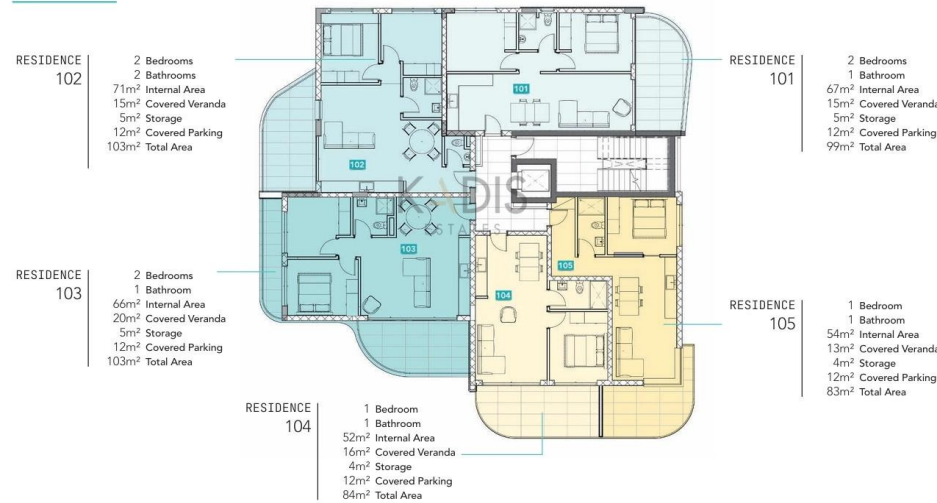 RESIDENCE
102
2 Bedrooms
2 Bathrooms
71m² Internal Area
15m² Covered Veranda
5m² Storage
12m² Covered Parking
103m² Total Area
RESIDENCE
101
2 Bedrooms
1 Bathroom
67m² Internal Area
15m² Covered Veranda
5m² Storage
12m² Covered Parking
99m² Total Area
101
102
KADIS
ESTATES
103
105
104
RESIDENCE
103
2 Bedrooms
1 Bathroom
66m² Internal Area
20m² Covered Veranda
5m² Storage
12m² Covered Parking
103m² Total Area
RESIDENCE
105
1 Bedroom
1 Bathroom
54m² Internal Area
13m² Covered Veranda
4m² Storage
12m² Covered Parking
83m² Total Area
RESIDENCE
104
1 Bedroom
1 Bathroom
52m² Internal Area
16m² Covered Veranda
4m² Storage
12m² Covered Parking
84m² Total Area